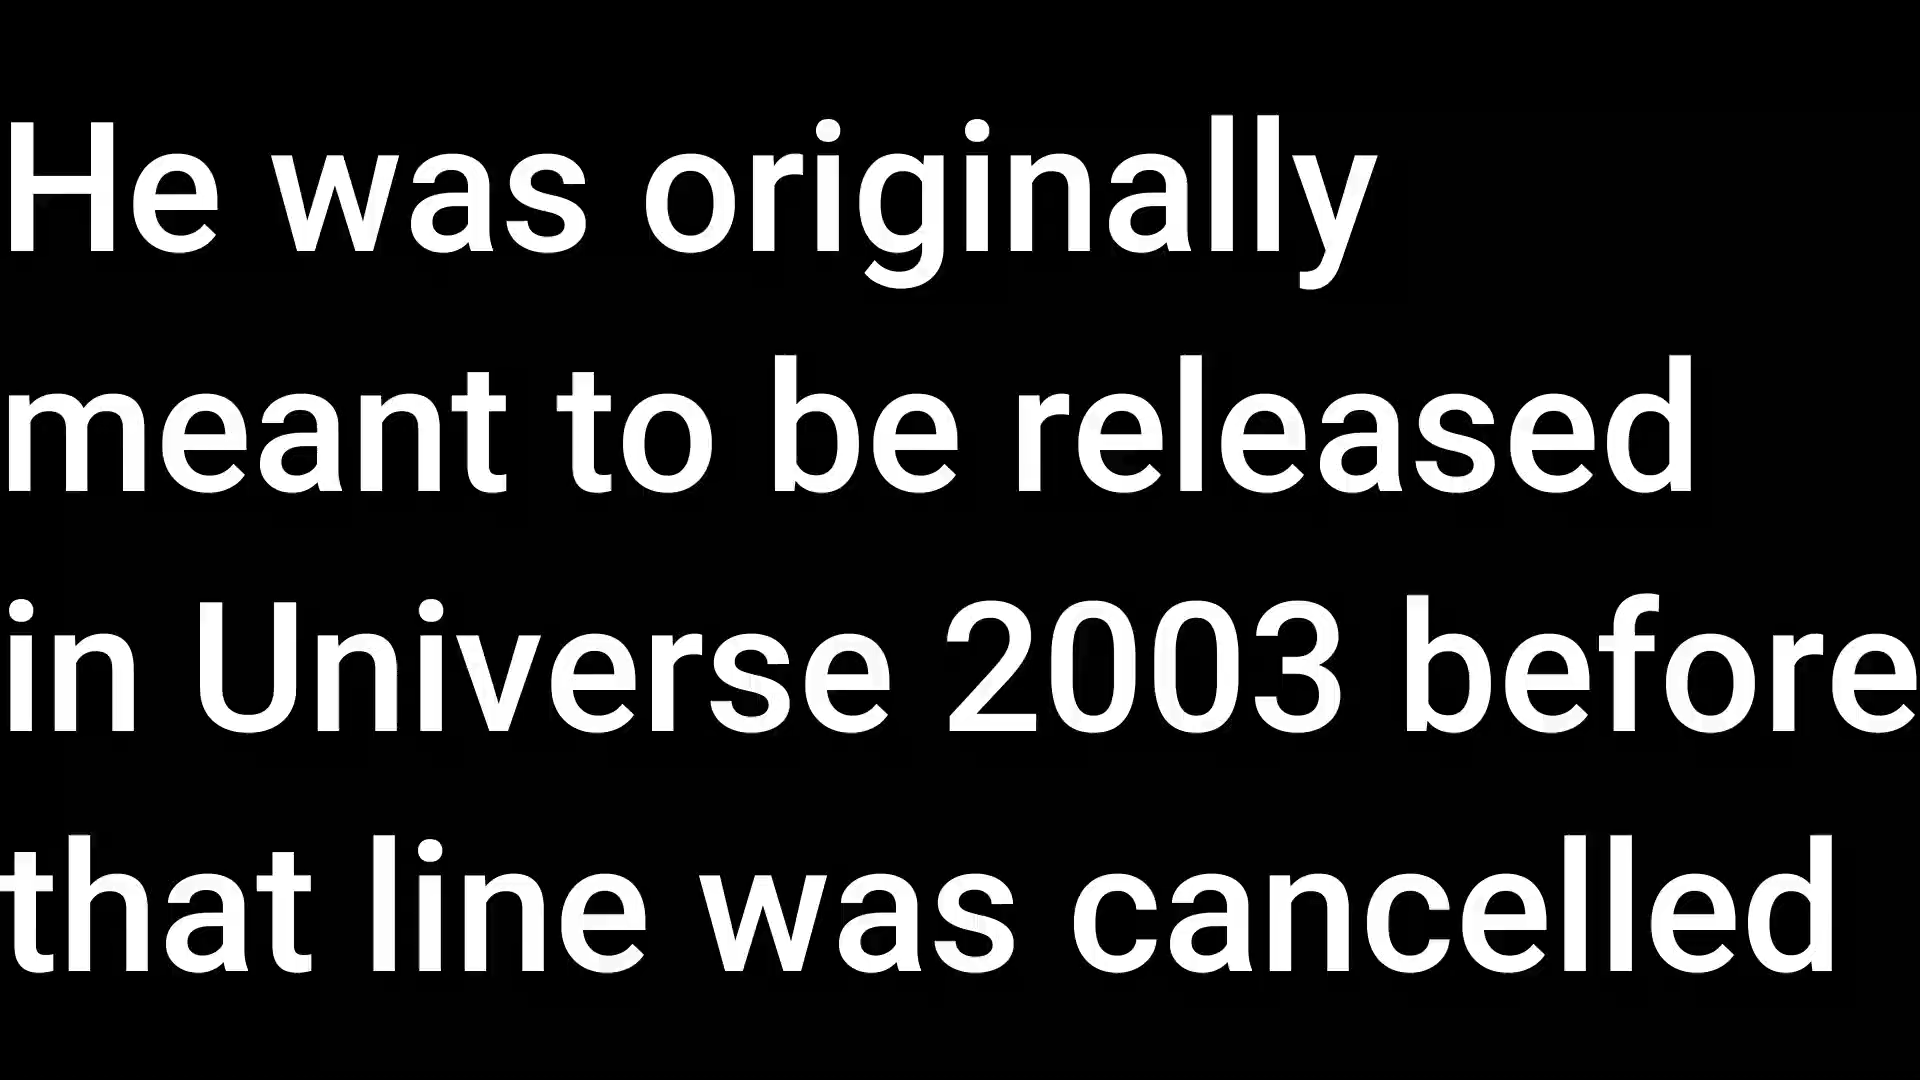 He was originally
meant to be released
in Universe 2003 before
that line was cancelled